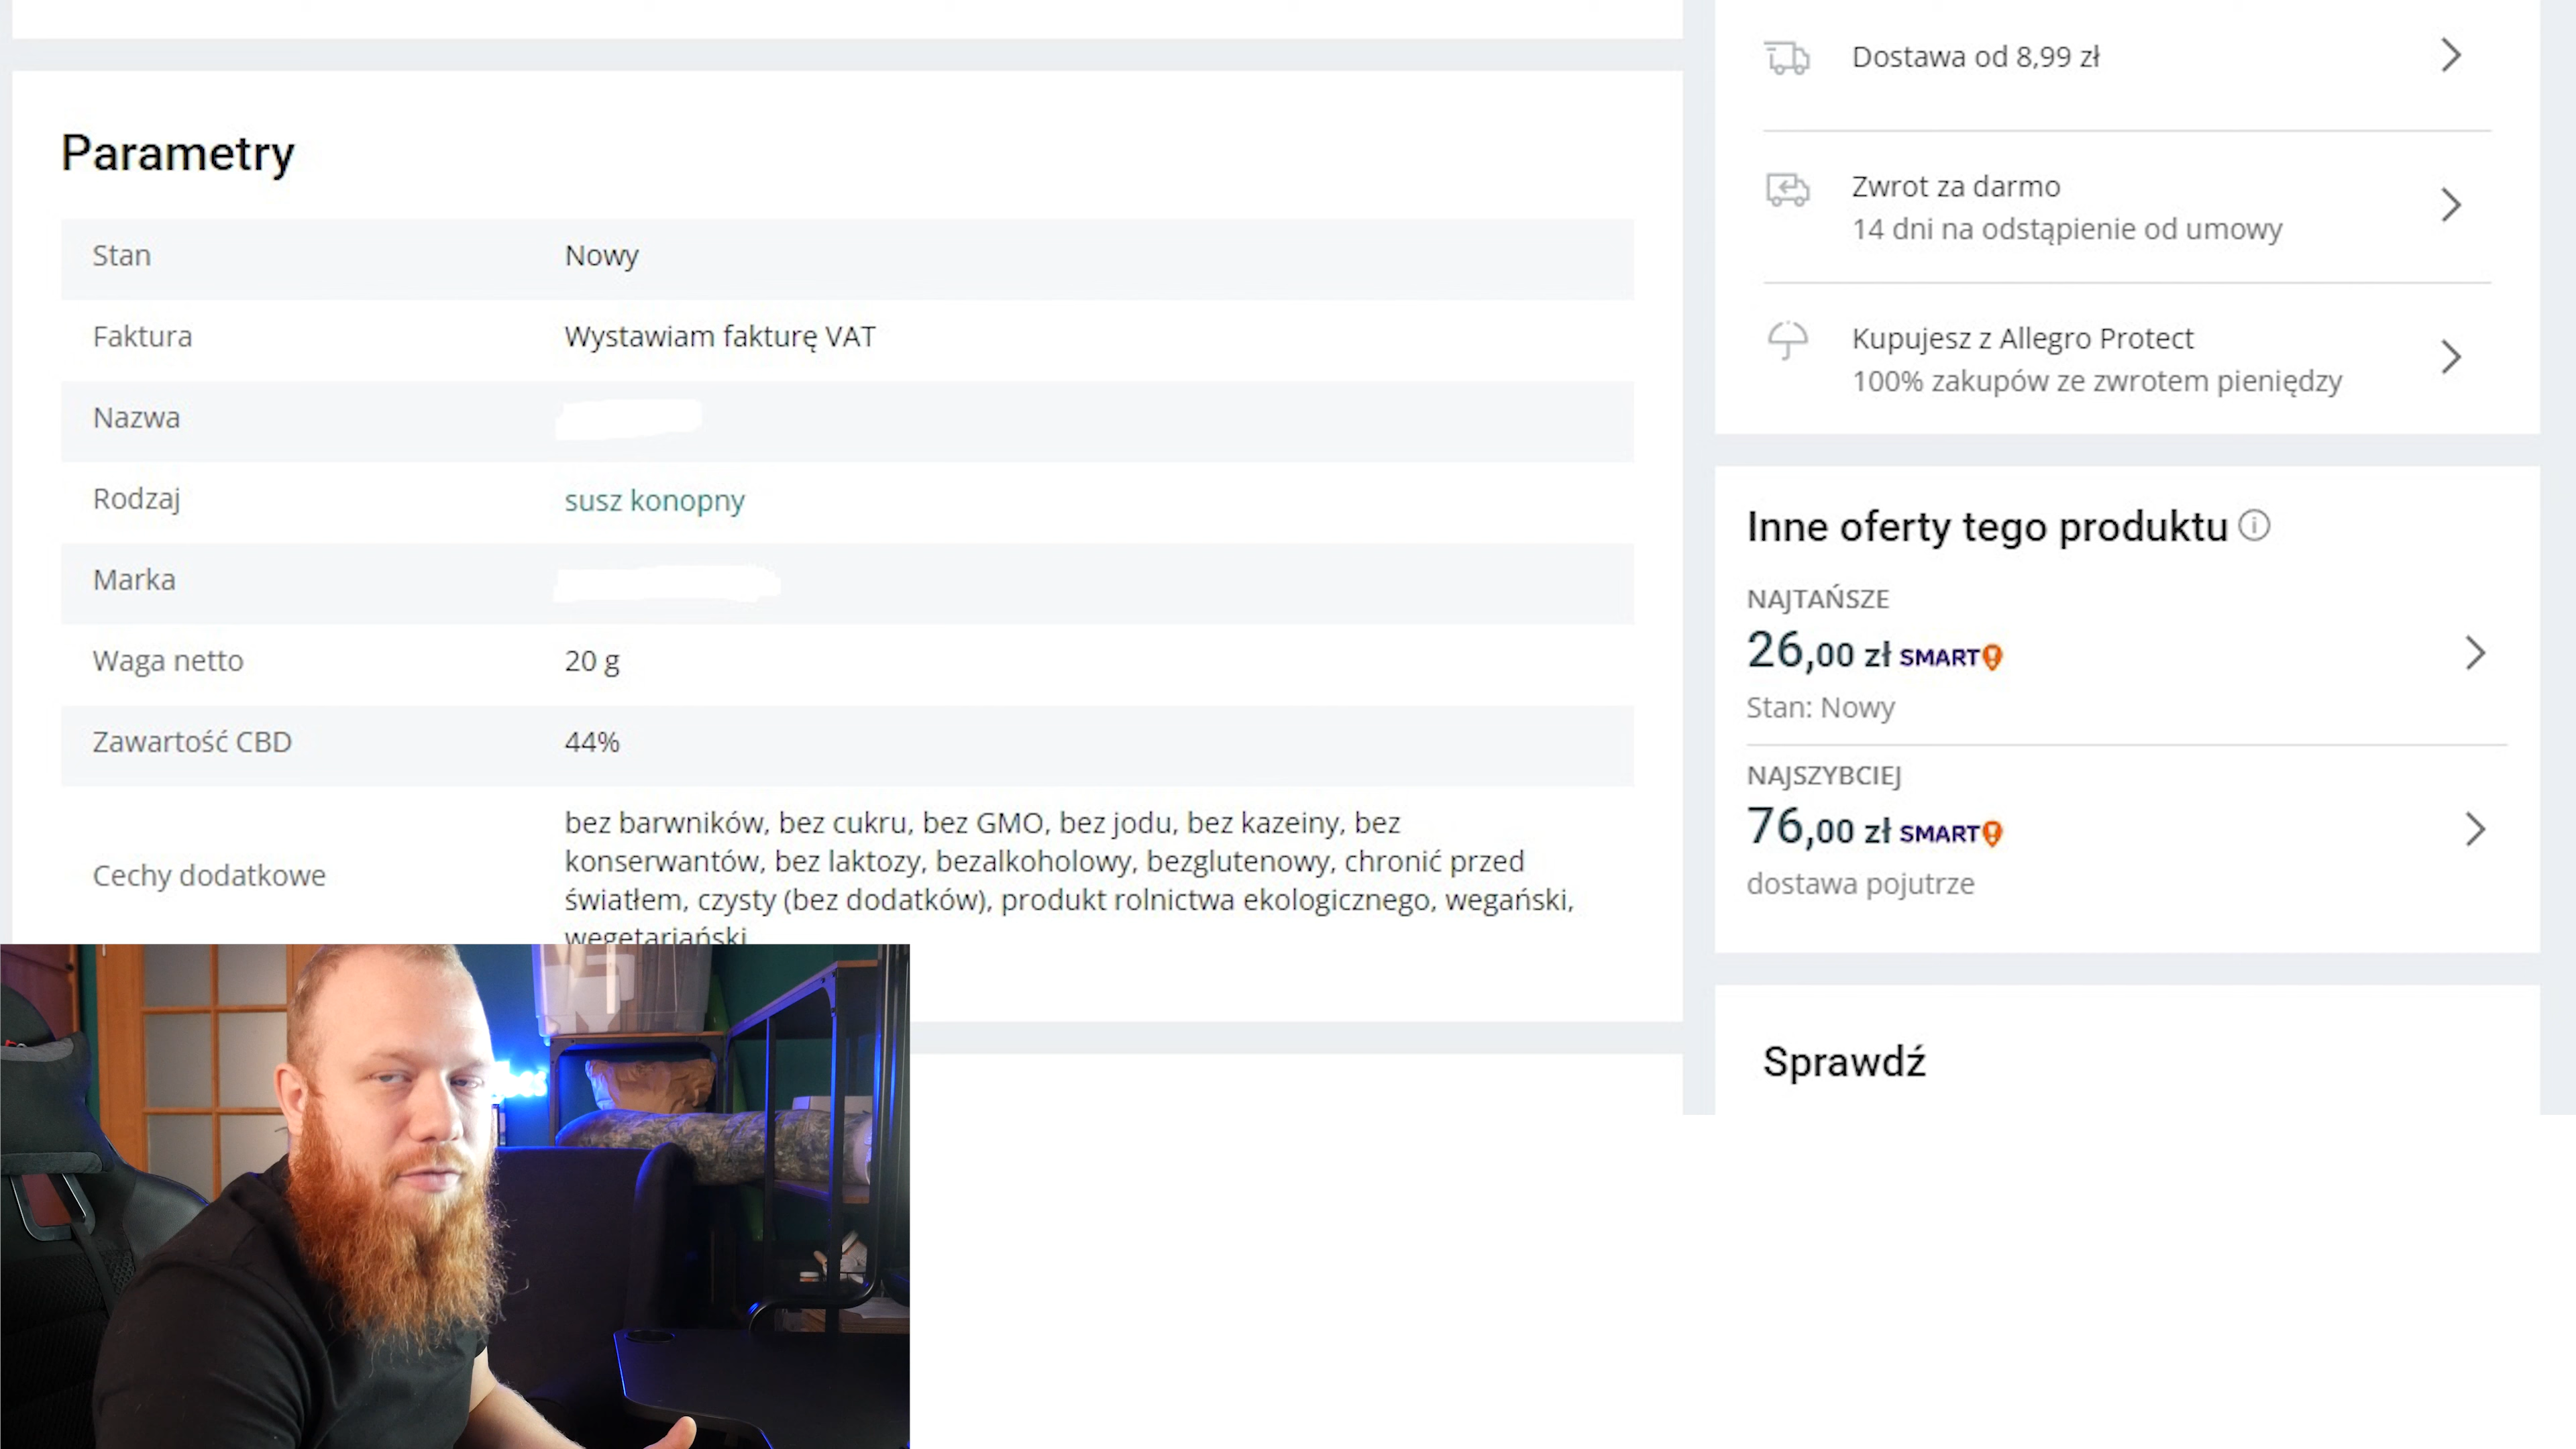 Parametry
Stan
Nowy
Faktura
Wystawiam fakturę VAT
Nazwa
Rodzaj
susz konopny
Marka
Waga netto
20 g
Zawartość CBD
44%
Cechy dodatkowe
bez barwników, bez cukru, bez GMO, bez jodu, bez kazeiny, bez
konserwantów, bez laktozy, bezalkoholowy, bezglutenowy, chronić przed
światłem, czysty (bez dodatków), produkt rolnictwa ekologicznego, wegański,
wegetariański
Dostawa od 8,99 zł
Zwrot za darmo
14 dni na odstąpienie od umowy
Kupujesz z Allegro Protect
100% zakupów ze zwrotem pieniędzy
Inne oferty tego produktu
NAJTAŃSZE
26,00 zł SMART!
Stan: Nowy
NAJSZYBCIEJ
76,00 zł SMART!
dostawa pojutrze
Sprawdź